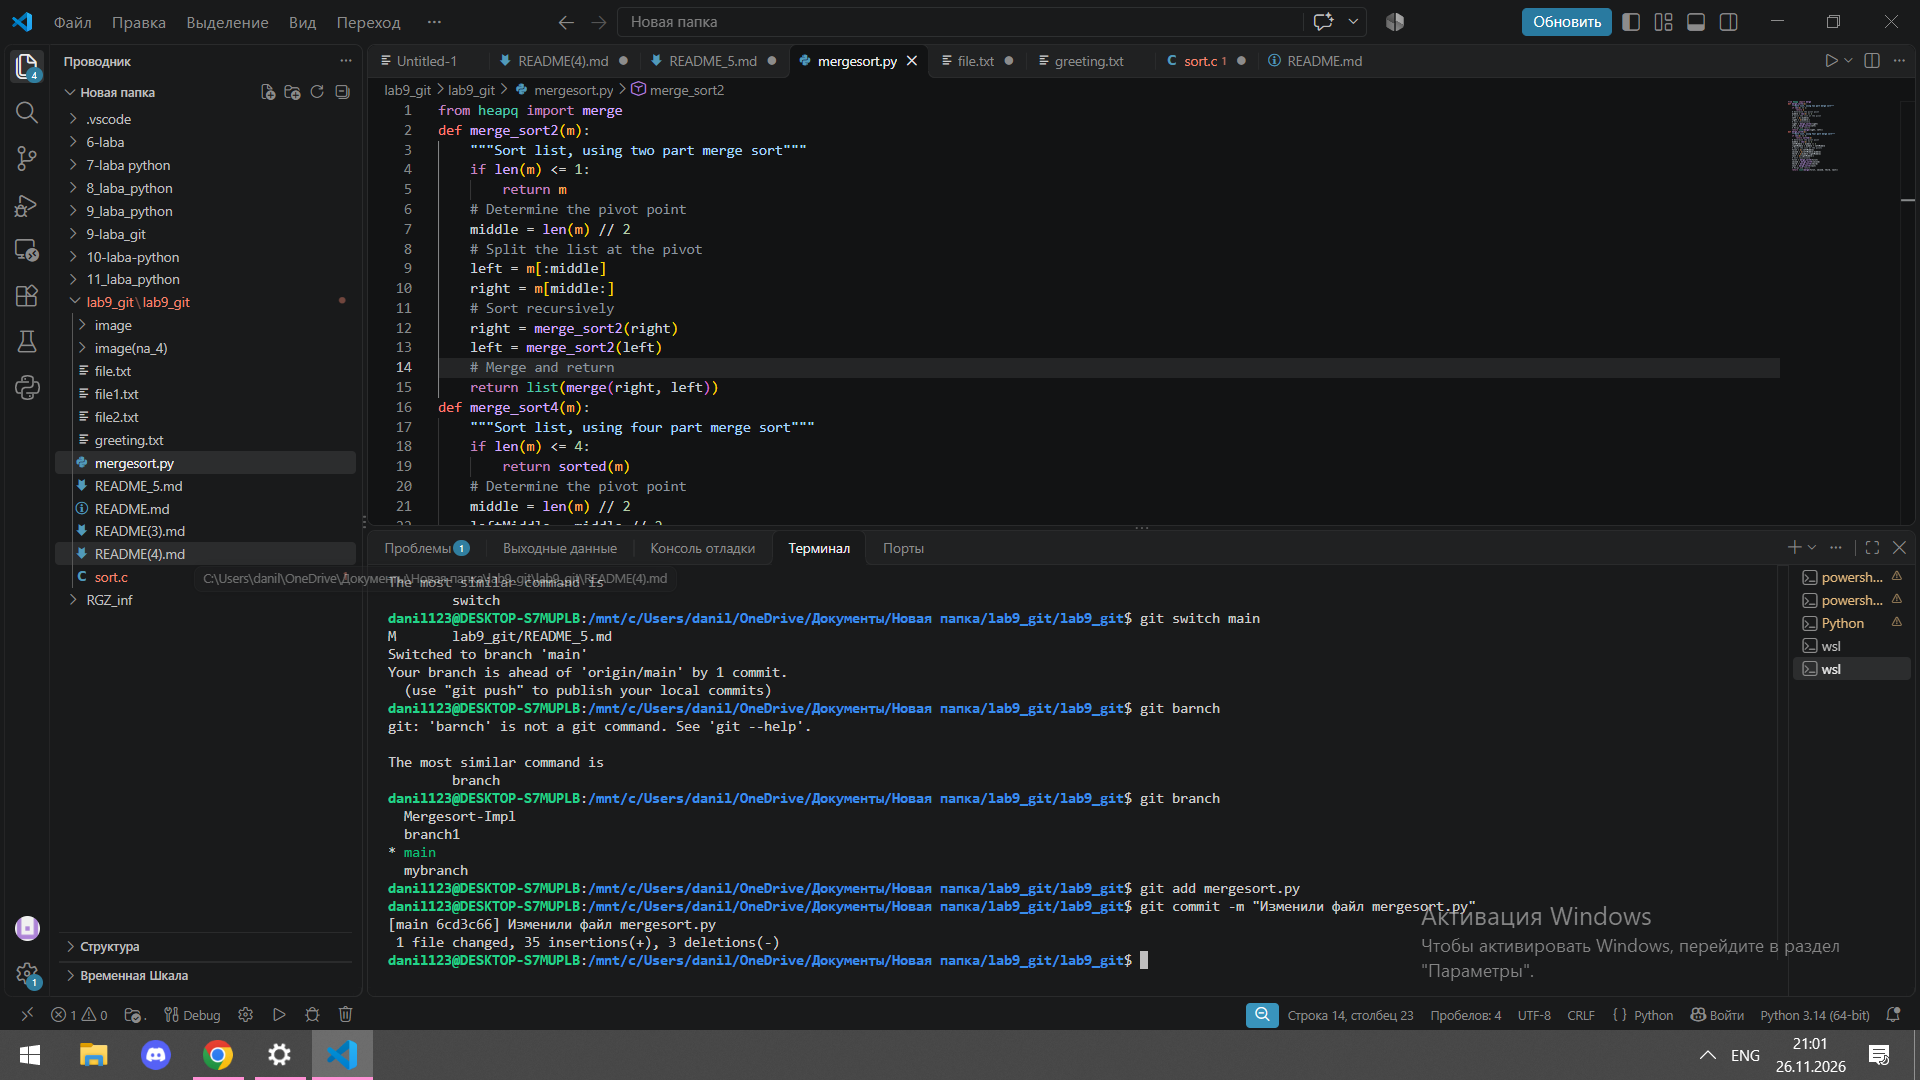 Файл Правка Выделение Вид Переход ··· Новая папка Обновить
4
Проводник ···
Новая папка
.vscode
6-laba
7-laba python
8_laba_python
9_laba_python
9-laba_git
10-laba-python
11_laba_python
lab9_git\lab9_git
image
image(na_4)
file.txt
file1.txt
file2.txt
greeting.txt
mergesort.py
README_5.md
README.md
README(3).md
README(4).md
sort.c
RGZ_inf
Структура
Временная Шкала
1
Untitled-1 README(4).md README_5.md mergesort.py file.txt greeting.txt sort.c 1 README.md
lab9_git > lab9_git > mergesort.py > merge_sort2
1 from heapq import merge
2 def merge_sort2(m):
3 """Sort list, using two part merge sort"""
4 if len(m) <= 1:
5 return m
6 # Determine the pivot point
7 middle = len(m) // 2
8 # Split the list at the pivot
9 left = m[:middle]
10 right = m[middle:]
11 # Sort recursively
12 right = merge_sort2(right)
13 left = merge_sort2(left)
14 # Merge and return
15 return list(merge(right, left))
16 def merge_sort4(m):
17 """Sort list, using four part merge sort"""
18 if len(m) <= 4:
19 return sorted(m)
20 # Determine the pivot point
21 middle = len(m) // 2
Проблемы 1 Выходные данные Консоль отладки Терминал Порты
C:\Users\danil\OneDrive\Документы\Новая папка\lab9_git\lab9_git\README(4).md
The most similar command is
switch
danil123@DESKTOP-S7MUPLB:/mnt/c/Users/danil/OneDrive/Документы/Новая папка/lab9_git/lab9_git$ git switch main
M lab9_git/README_5.md
Switched to branch 'main'
Your branch is ahead of 'origin/main' by 1 commit.
(use "git push" to publish your local commits)
danil123@DESKTOP-S7MUPLB:/mnt/c/Users/danil/OneDrive/Документы/Новая папка/lab9_git/lab9_git$ git barnch
git: 'barnch' is not a git command. See 'git --help'.
The most similar command is
branch
danil123@DESKTOP-S7MUPLB:/mnt/c/Users/danil/OneDrive/Документы/Новая папка/lab9_git/lab9_git$ git branch
Mergesort-Impl
branch1
* main
mybranch
danil123@DESKTOP-S7MUPLB:/mnt/c/Users/danil/OneDrive/Документы/Новая папка/lab9_git/lab9_git$ git add mergesort.py
danil123@DESKTOP-S7MUPLB:/mnt/c/Users/danil/OneDrive/Документы/Новая папка/lab9_git/lab9_git$ git commit -m "Изменили файл mergesort.py"
[main 6cd3c66] Изменили файл mergesort.py
1 file changed, 35 insertions(+), 3 deletions(-)
danil123@DESKTOP-S7MUPLB:/mnt/c/Users/danil/OneDrive/Документы/Новая папка/lab9_git/lab9_git$
powersh...
powersh...
Python
wsl
wsl
Активация Windows
Чтобы активировать Windows, перейдите в раздел
"Параметры".
1 0 Debug Строка 14, столбец 23 Пробелов: 4 UTF-8 CRLF { } Python Войти Python 3.14 (64-bit)
ENG 21:01
26.11.2026